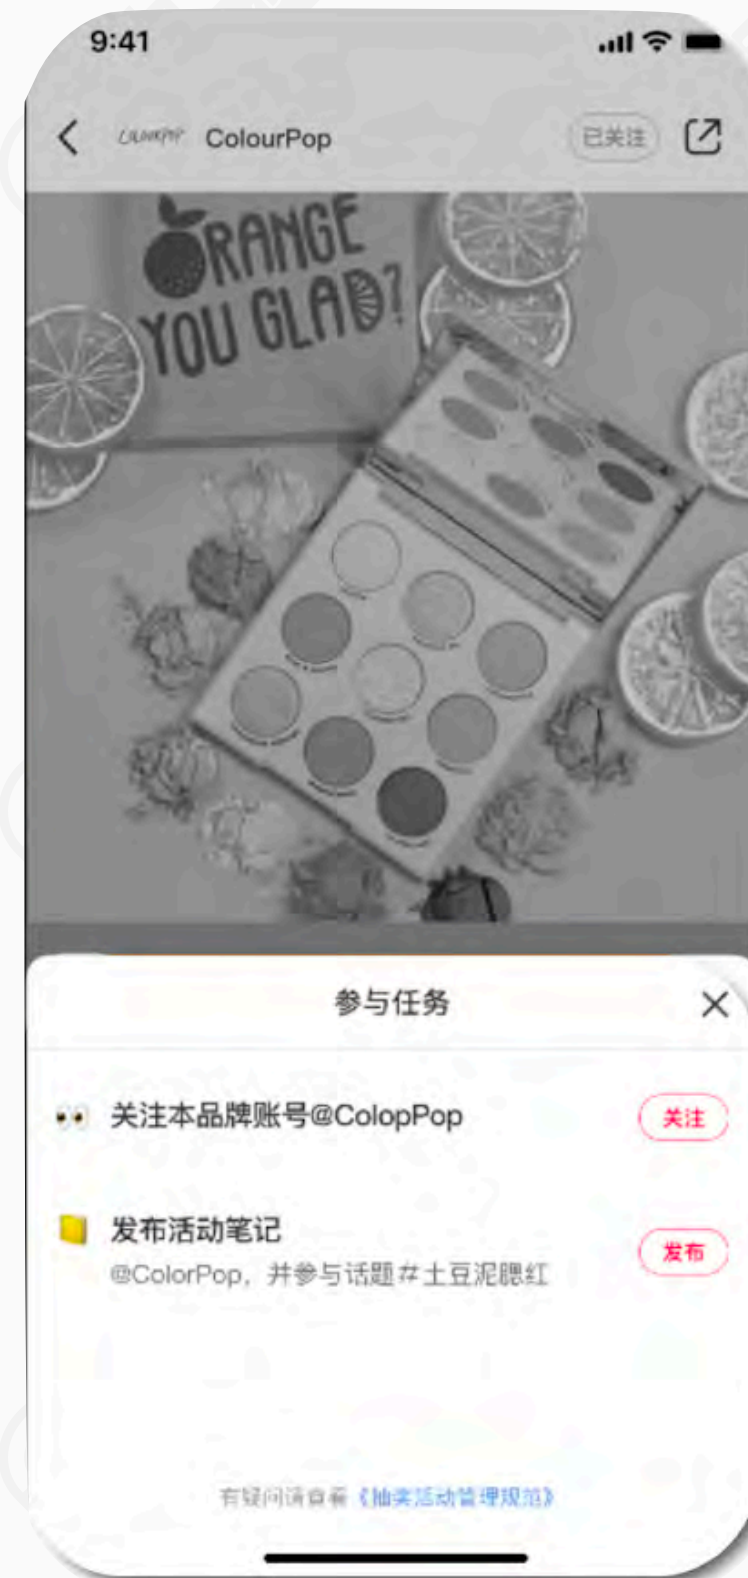 9:41
COLOURPOP ColourPop 已关注
ORANGE
YOU GLAD?
参与任务
关注本品牌账号@ColopPop 关注
发布活动笔记
@ColorPop，并参与话题#土豆泥腮红 发布
有疑问请查看《抽奖活动管理规范》